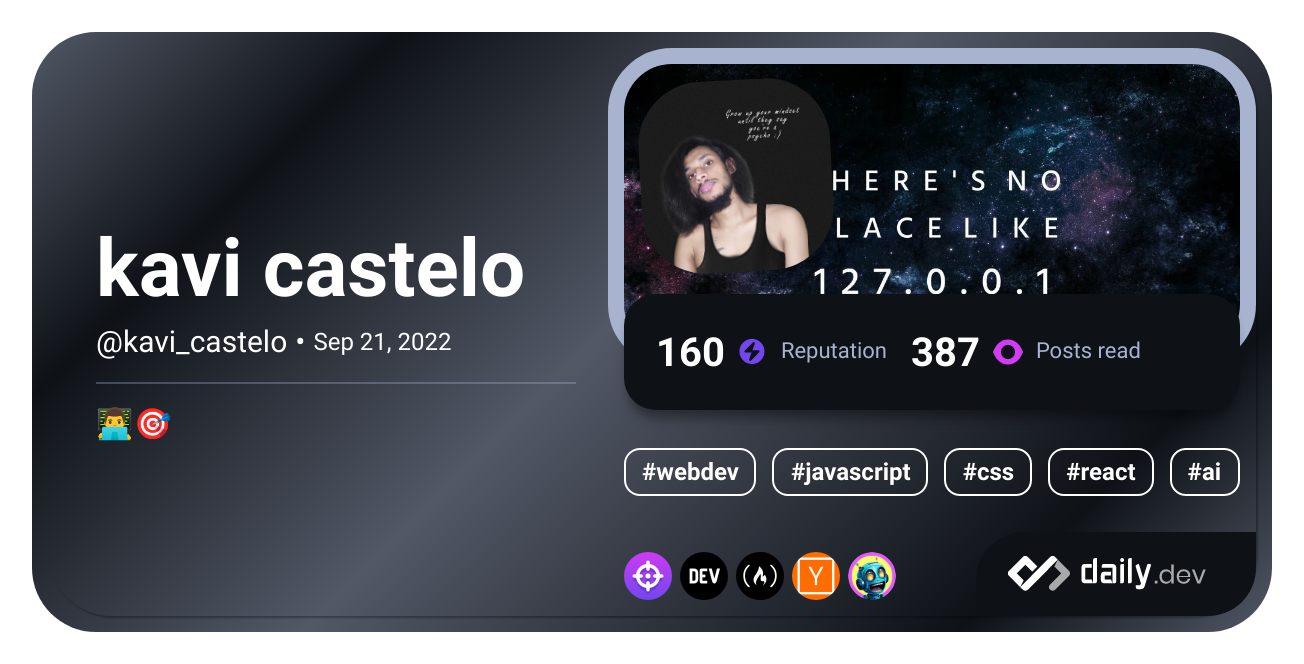 kavi castelo
@kavi_castelo • Sep 21, 2022
Grow up your mindset
until they say
you're a
psycho :)
HERE'S NO
LACE LIKE
127.0.0.1
160 Reputation 387 Posts read
#webdev #javascript #css #react #ai
DEV
Y
daily.dev